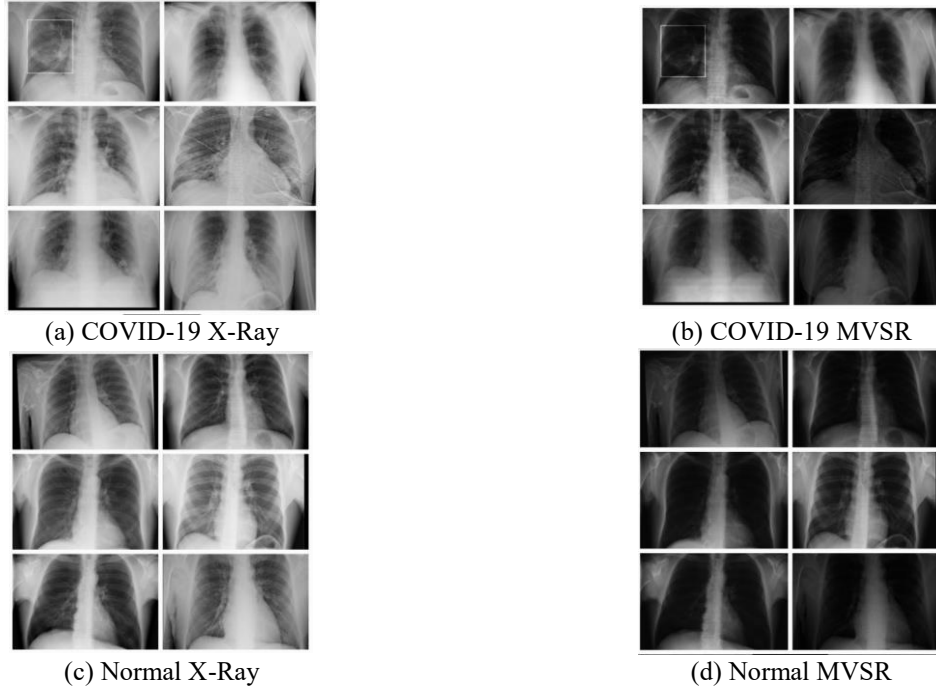 (a) COVID-19 X-Ray
(b) COVID-19 MVSR
(c) Normal X-Ray
(d) Normal MVSR